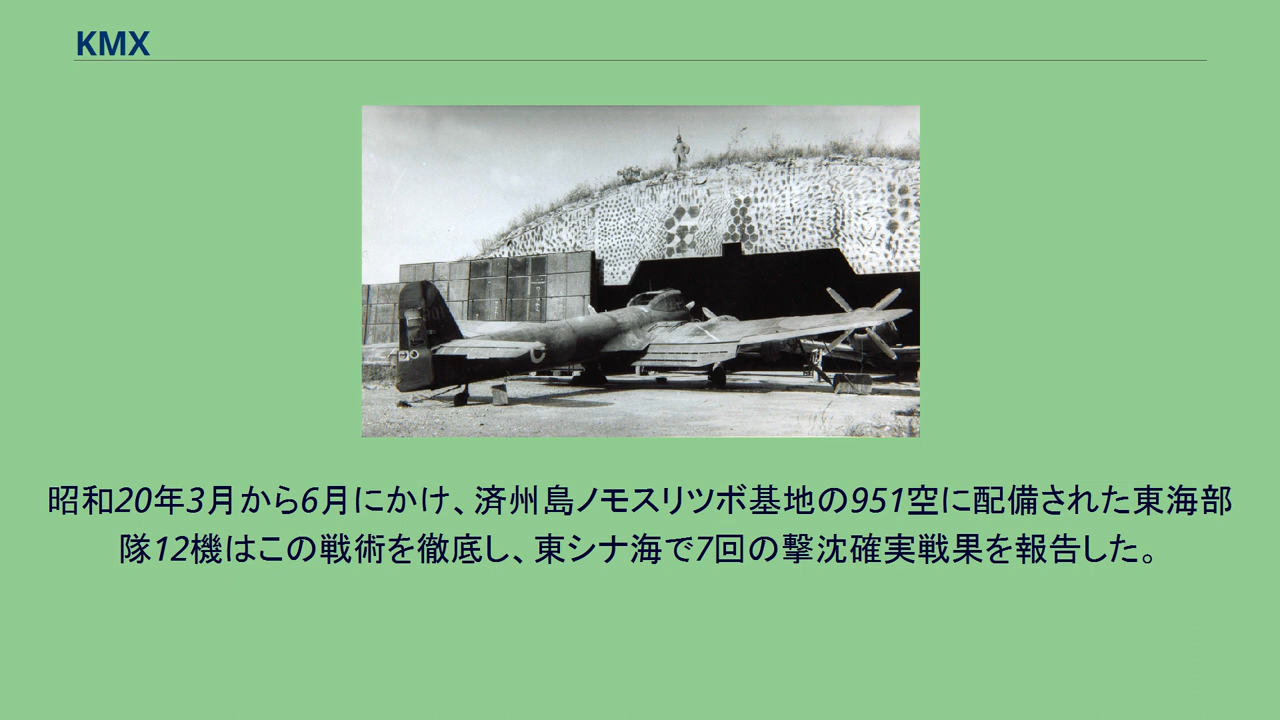 KMX
昭和20年3月から6月にかけ、済州島ノモスリツボ基地の951空に配備された東海部
隊12機はこの戦術を徹底し、東シナ海で7回の撃沈確実戦果を報告した。